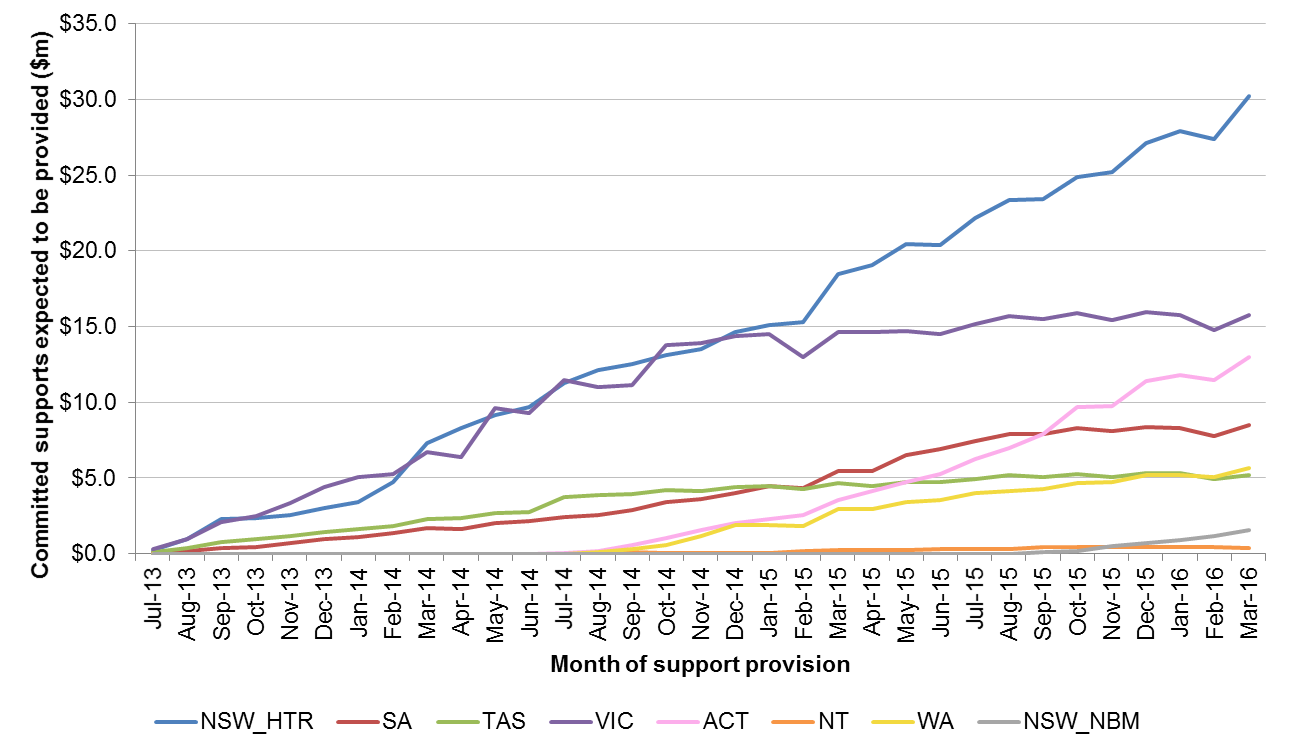 Committed supports expected to be provided ($m)
$35.0
$30.0
$25.0
$20.0
$15.0
$10.0
$5.0
$0.0
Jul-13
Aug-13
Sep-13
Oct-13
Nov-13
Dec-13
Jan-14
Feb-14
Mar-14
Apr-14
May-14
Jun-14
Jul-14
Aug-14
Sep-14
Oct-14
Nov-14
Dec-14
Jan-15
Feb-15
Mar-15
Apr-15
May-15
Jun-15
Jul-15
Aug-15
Sep-15
Oct-15
Nov-15
Dec-15
Jan-16
Feb-16
Mar-16
Month of support provision
NSW_HTR SA TAS VIC ACT NT WA NSW_NBM